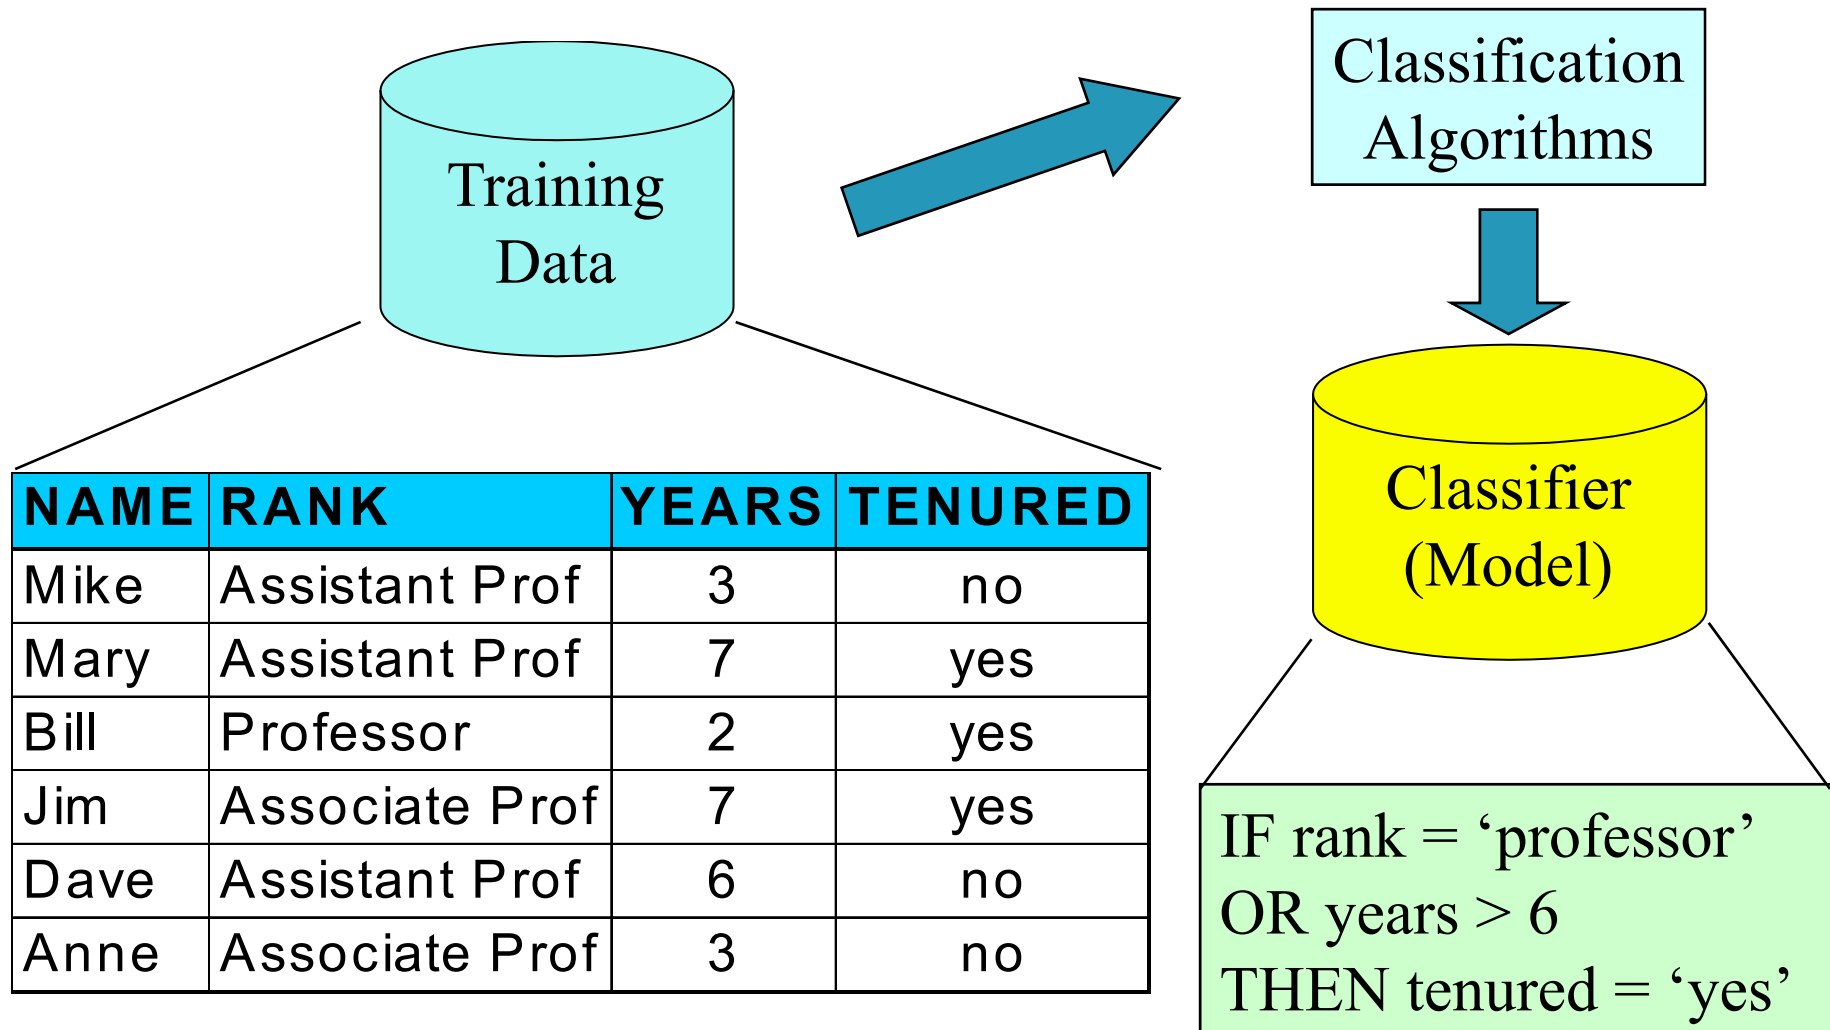 Training
Data
Classification
Algorithms
NAME RANK YEARS TENURED
Mike Assistant Prof 3 no
Mary Assistant Prof 7 yes
Bill Professor 2 yes
Jim Associate Prof 7 yes
Dave Assistant Prof 6 no
Anne Associate Prof 3 no
Classifier
(Model)
IF rank = ‘professor’
OR years > 6
THEN tenured = ‘yes’